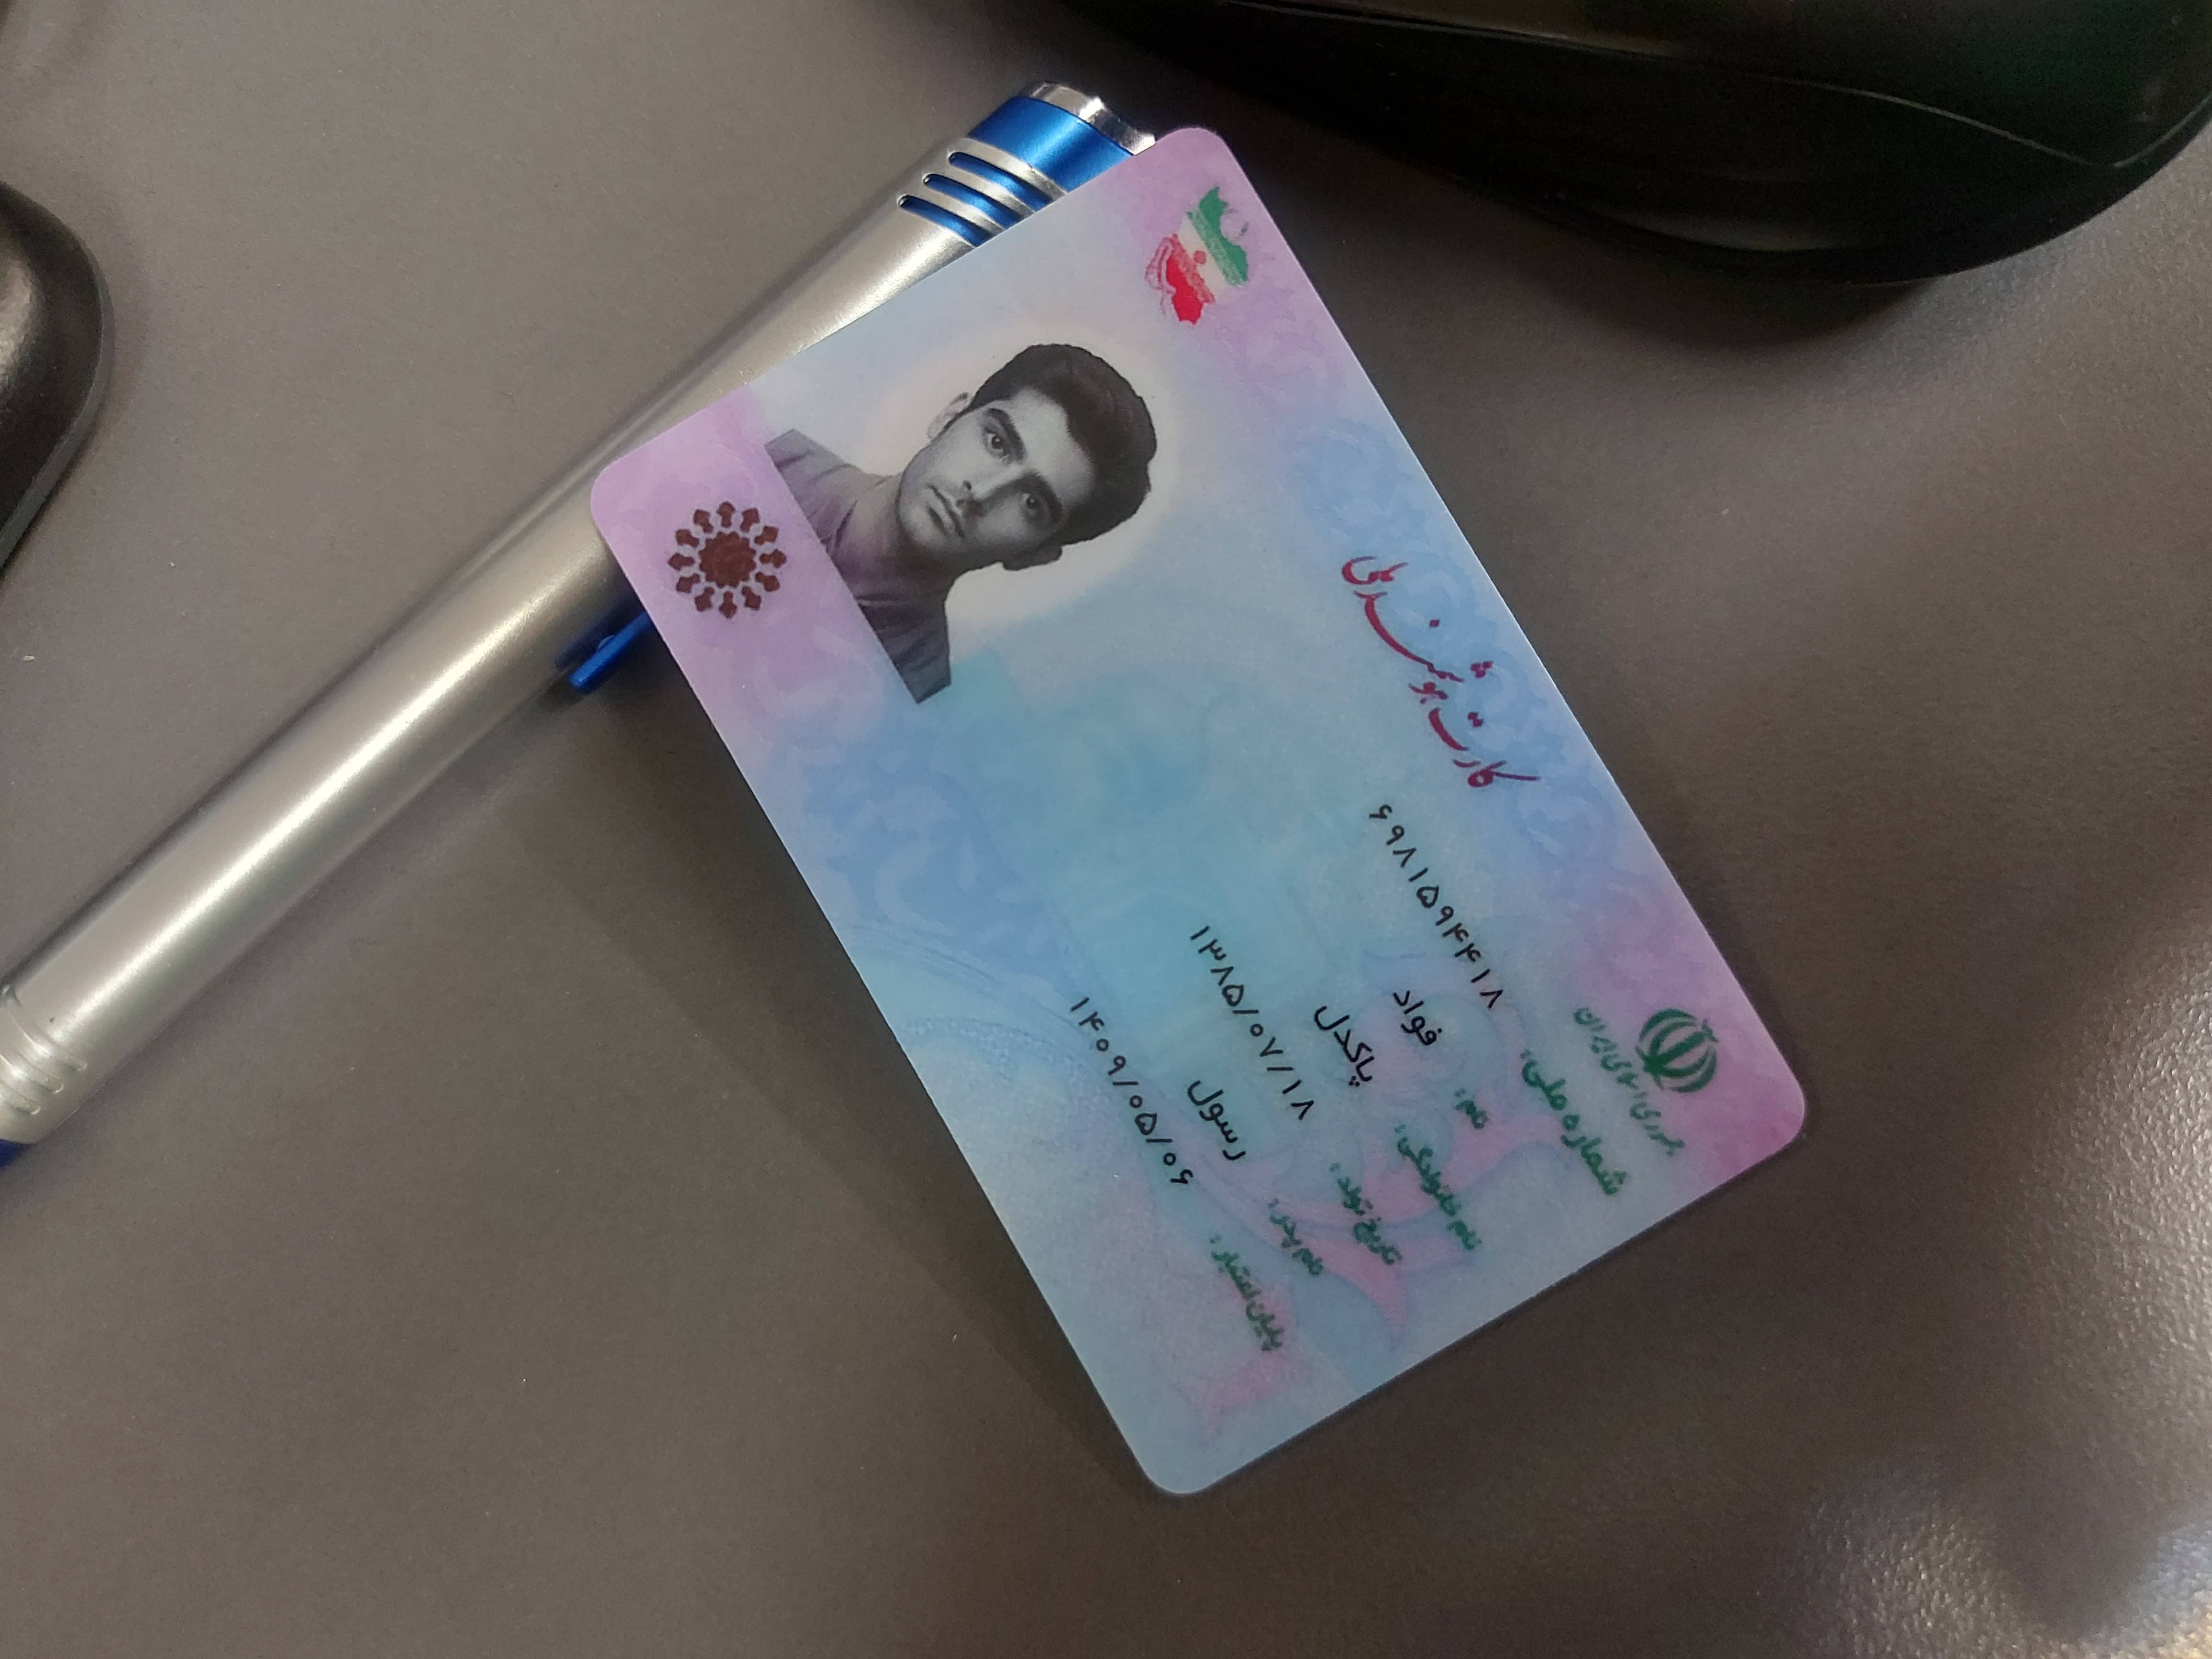 جمهوری اسلامی ایران
کارت هوشمند ملی
شماره ملی: ۶۹۸۱۵۹۴۴۱۸
نام: فواد
نام خانوادگی: پاکدل
تاریخ تولد: ۱۳۸۵/۰۷/۱۸
نام پدر: رسول
پایان اعتبار: ۱۴۰۹/۰۵/۰۶